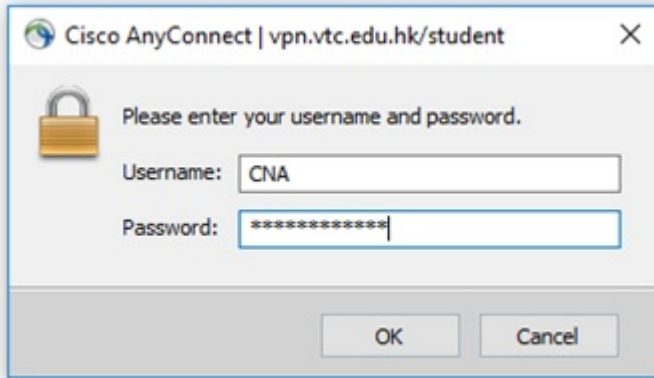 Cisco AnyConnect | vpn.vtc.edu.hk/student
Please enter your username and password.
Username: CNA
Password: ************
OK Cancel